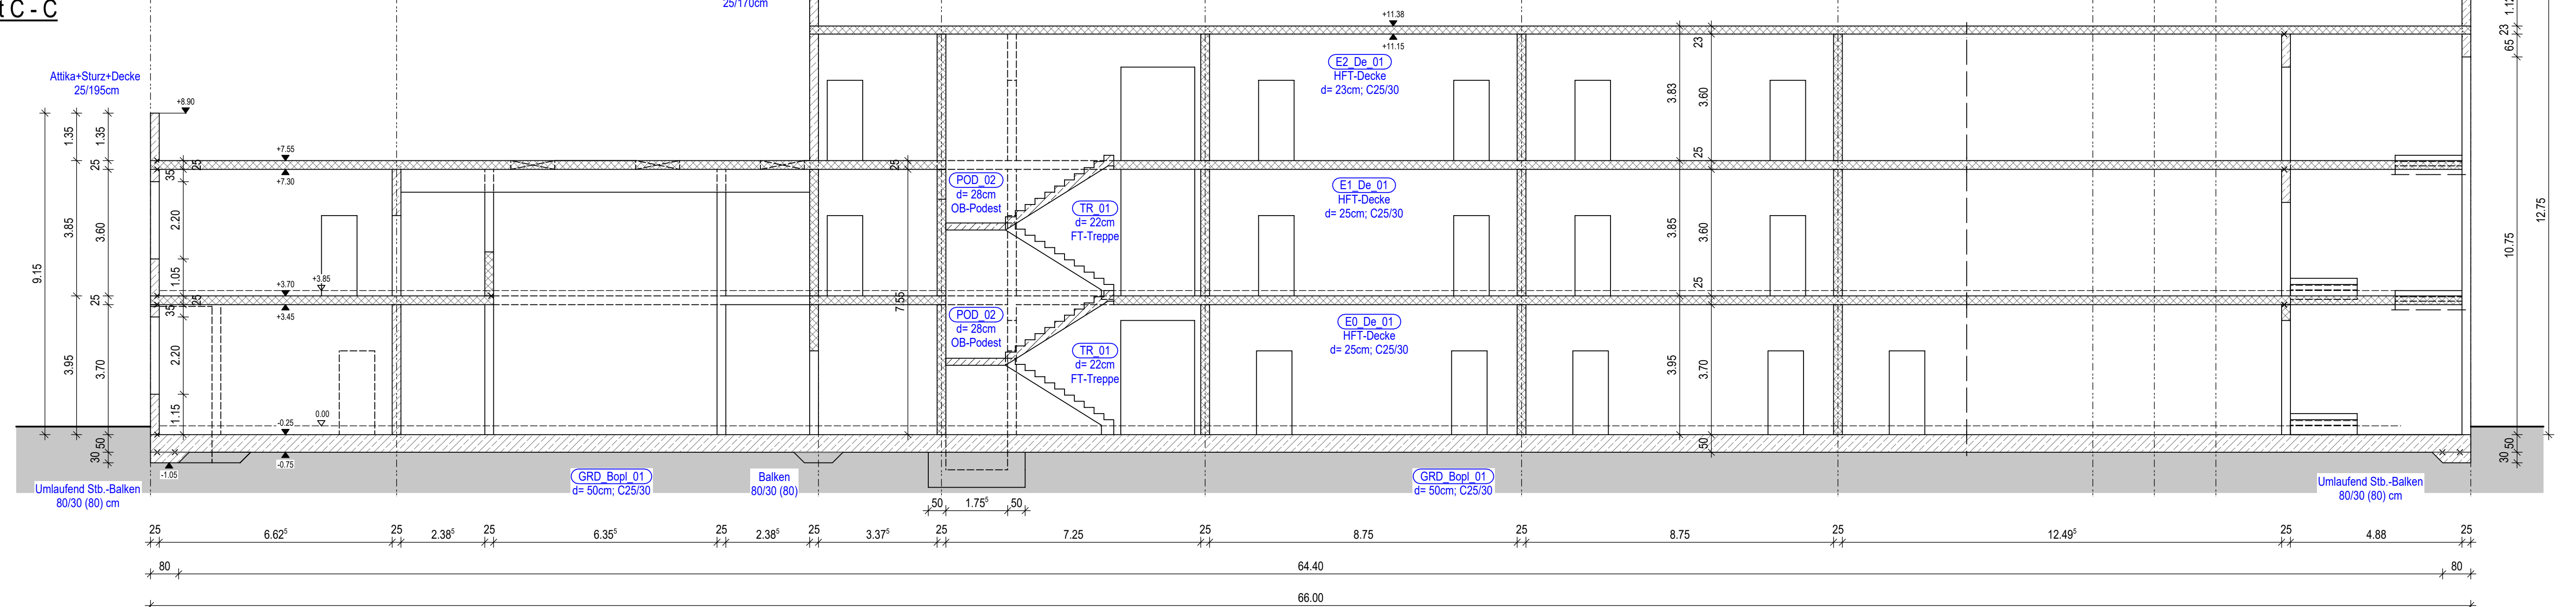 t C - C
25/170cm
+11.38
+11.15
1.12
23
65
23
Attika+Sturz+Decke
25/195cm
E2_De_01
HFT-Decke
d= 23cm; C25/30
3.83
3.60
+8.90
1.35
1.35
+7.55
+7.30
25
25
35
25
25
POD_02
d= 28cm
OB-Podest
TR_01
d= 22cm
FT-Treppe
E1_De_01
HFT-Decke
d= 25cm; C25/30
9.15
3.85
3.60
2.20
1.05
3.85
3.60
10.75
12.75
+3.85
+3.70
+3.45
25
25
35
7.55
25
POD_02
d= 28cm
OB-Podest
TR_01
d= 22cm
FT-Treppe
E0_De_01
HFT-Decke
d= 25cm; C25/30
3.95
3.70
2.20
1.15
3.95
3.70
0.00
-0.25
-0.75
-1.05
50
30
50
50
30
Umlaufend Stb.-Balken
80/30 (80) cm
GRD_Bopl_01
d= 50cm; C25/30
Balken
80/30 (80)
GRD_Bopl_01
d= 50cm; C25/30
Umlaufend Stb.-Balken
80/30 (80) cm
50 1.75⁵ 50
25 6.62⁵ 25 2.38⁵ 25 6.35 25 2.38⁵ 25 3.37⁵ 25 7.25 25 8.75 25 8.75 25 12.49⁵ 25 4.88 25
80 64.40 80
66.00